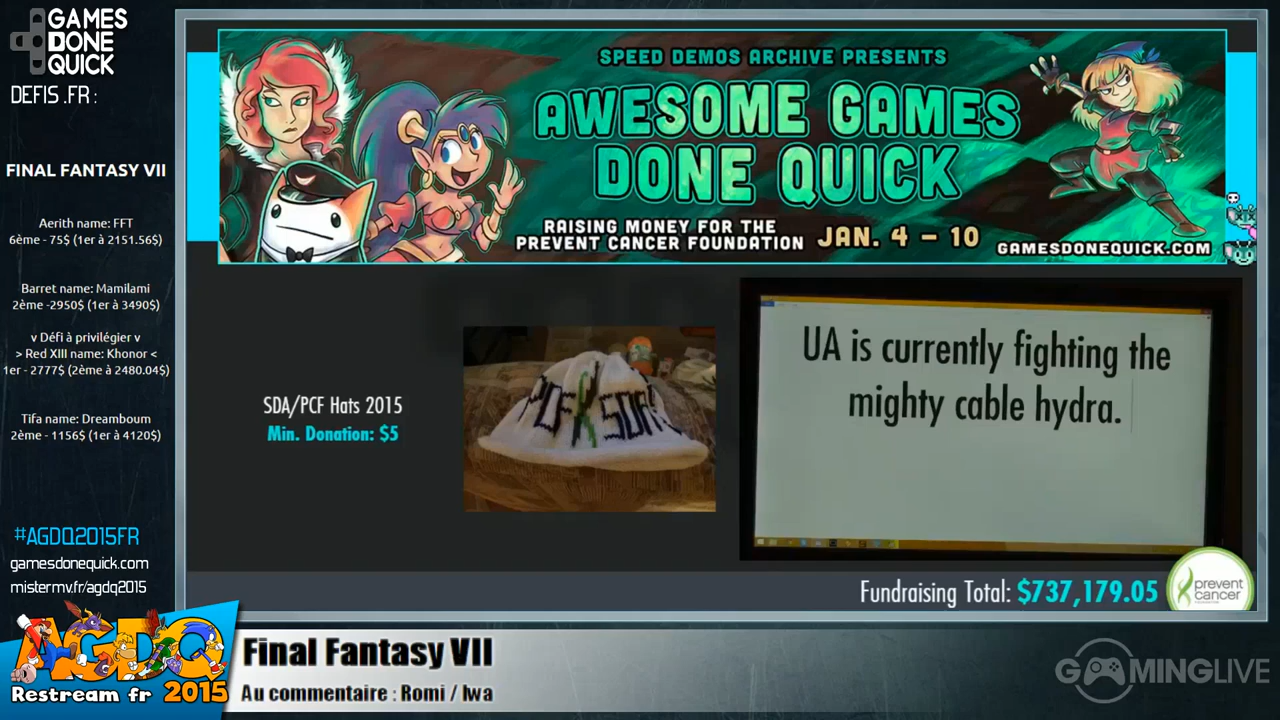 GAMES
DONE
QUICK
DEFIS .FR :
FINAL FANTASY VII
Aerith name: FFT
6ème - 75$ (1er à 2151.56$)
Barret name: Mamilami
2ème -2950$ (1er à 3490$)
v Défi à privilégier v
> Red XIII name: Khonor <
1er - 2777$ (2ème à 2480.04$)
Tifa name: Dreamboum
2ème - 1156$ (1er à 4120$)
#AGDQ2015FR
gamesdonequick.com
mistermv.fr/agdq2015
AGDQ
Restream fr 2015
SPEED DEMOS ARCHIVE PRESENTS
AWESOME GAMES
DONE QUICK
RAISING MONEY FOR THE
PREVENT CANCER FOUNDATION
JAN. 4 – 10
GAMESDONEQUICK.COM
SDA/PCF Hats 2015
Min. Donation: $5
UA is currently fighting the
mighty cable hydra.
Fundraising Total: $737,179.05
prevent
cancer
Final Fantasy VII
Au commentaire : Romi / Iwa
GAMINGLIVE